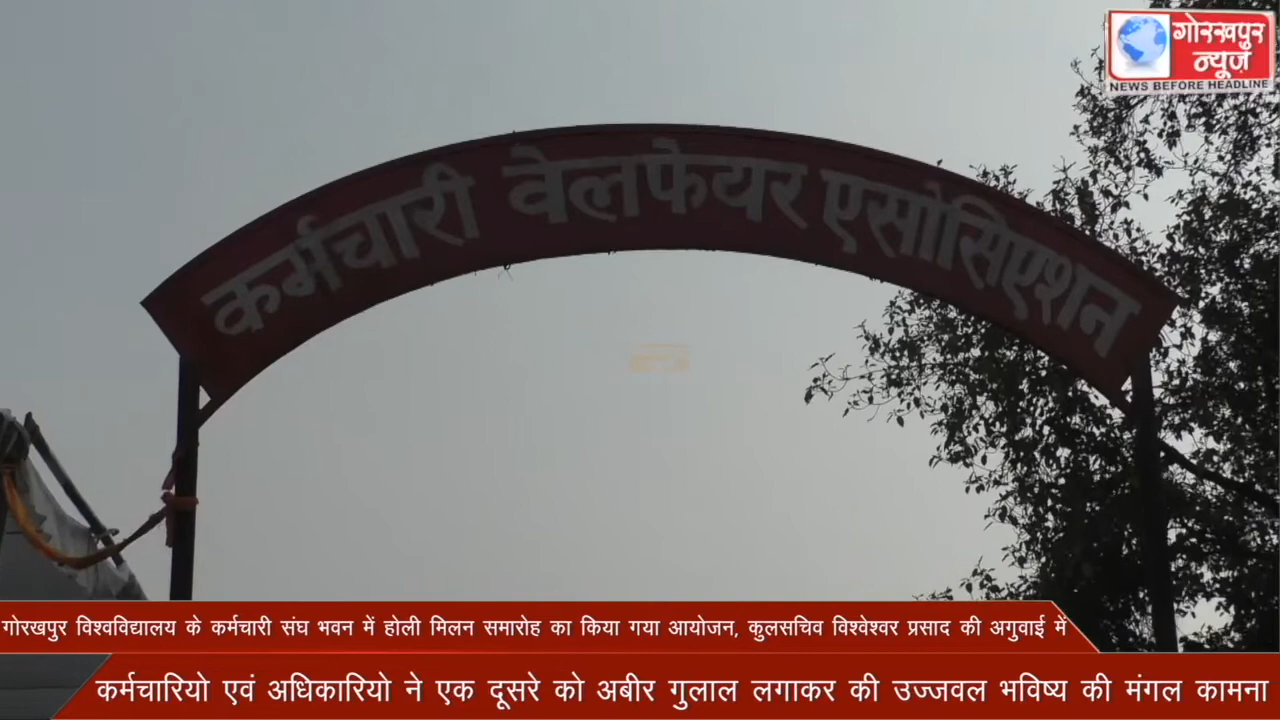 गोरखपुर
न्यूज़
NEWS BEFORE HEADLINE
कर्मचारी वेलफेयर एसोसिएशन
गोरखपुर विश्वविद्यालय के कर्मचारी संघ भवन में होली मिलन समारोह का किया गया आयोजन, कुलसचिव विश्वेश्वर प्रसाद की अगुवाई में
कर्मचारियो एवं अधिकारियो ने एक दूसरे को अबीर गुलाल लगाकर की उज्जवल भविष्य की मंगल कामना